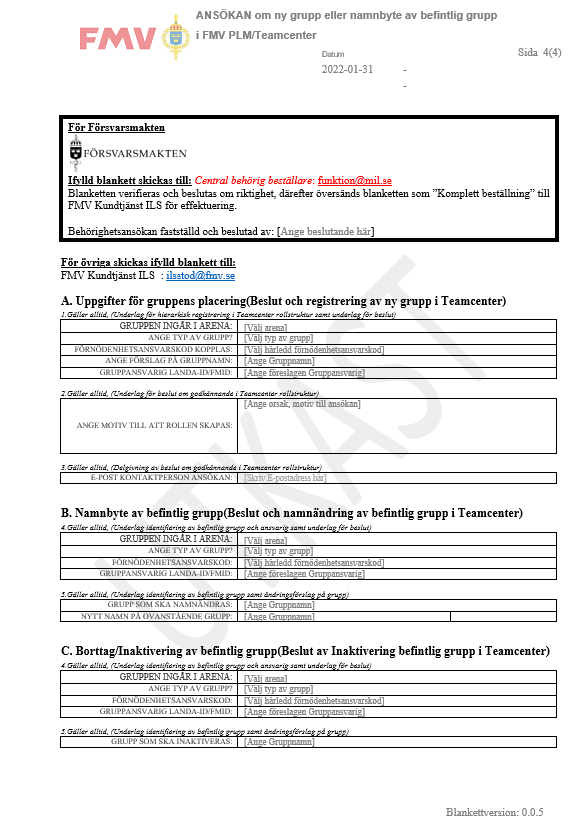 FMV
ANSÖKAN om ny grupp eller namnbyte av befintlig grupp
i FMV PLM/Teamcenter
Datum
Sida 4(4)
2022-01-31 -
-
För Försvarsmakten
FÖRSVARSMAKTEN
Ifylld blankett skickas till: Central behörig beställare: funktion@mil.se
Blanketten verifieras och beslutas om riktighet, därefter översänds blanketten som ”Komplett beställning” till
FMV Kundtjänst ILS för effektuering.
Behörighetsansökan fastställd och beslutad av: [Ange beslutande här]
För övriga skickas ifylld blankett till:
FMV Kundtjänst ILS : ilsstod@fmv.se
A. Uppgifter för gruppens placering(Beslut och registrering av ny grupp i Teamcenter)
1.Gäller alltid, (Underlag för hierarkisk registrering i Teamcenter rollstruktur samt underlag för beslut)
GRUPPEN INGÅR I ARENA: [Välj arena]
ANGE TYP AV GRUPP? [Välj typ av grupp]
FÖRNÖDENHETSANSVARSKOD KOPPLAS: [Välj härledd förnödenhetsansvarskod]
ANGE FÖRSLAG PÅ GRUPPNAMN: [Ange Gruppnamn]
GRUPPANSVARIG LANDA-ID/FMID: [Ange föreslagen Gruppansvarig]
2.Gäller alltid, (Underlag för beslut om godkännande i Teamcenter rollstruktur)
[Ange orsak, motiv till ansökan]
ANGE MOTIV TILL ATT ROLLEN SKAPAS:
3.Gäller alltid, (Delgivning av beslut om godkännande i Teamcenter rollstruktur)
E-POST KONTAKTPERSON ANSÖKAN: [Skriv E-postadress här]
B. Namnbyte av befintlig grupp(Beslut och namnändring av befintlig grupp i Teamcenter)
4.Gäller alltid, (Underlag identifiering av befintlig grupp och ansvarig samt underlag för beslut)
GRUPPEN INGÅR I ARENA: [Välj arena]
ANGE TYP AV GRUPP? [Välj typ av grupp]
FÖRNÖDENHETSANSVARSKOD: [Välj härledd förnödenhetsansvarskod]
GRUPPANSVARIG LANDA-ID/FMID: [Ange föreslagen Gruppansvarig]
5.Gäller alltid, (Underlag identifiering av befintlig grupp samt ändringsförslag på grupp)
GRUPP SOM SKA NAMNÄNDRAS: [Ange Gruppnamn]
NYTT NAMN PÅ OVANSTÅENDE GRUPP: [Ange Gruppnamn]
C. Borttag/Inaktivering av befintlig grupp(Beslut av Inaktivering befintlig grupp i Teamcenter)
4.Gäller alltid, (Underlag identifiering av befintlig grupp och ansvarig samt underlag för beslut)
GRUPPEN INGÅR I ARENA: [Välj arena]
ANGE TYP AV GRUPP? [Välj typ av grupp]
FÖRNÖDENHETSANSVARSKOD: [Välj härledd förnödenhetsansvarskod]
GRUPPANSVARIG LANDA-ID/FMID: [Ange föreslagen Gruppansvarig]
5.Gäller alltid, (Underlag identifiering av befintlig grupp samt ändringsförslag på grupp)
GRUPP SOM SKA INAKTIVERAS: [Ange Gruppnamn]
UTKAST
Blankettversion: 0.0.5